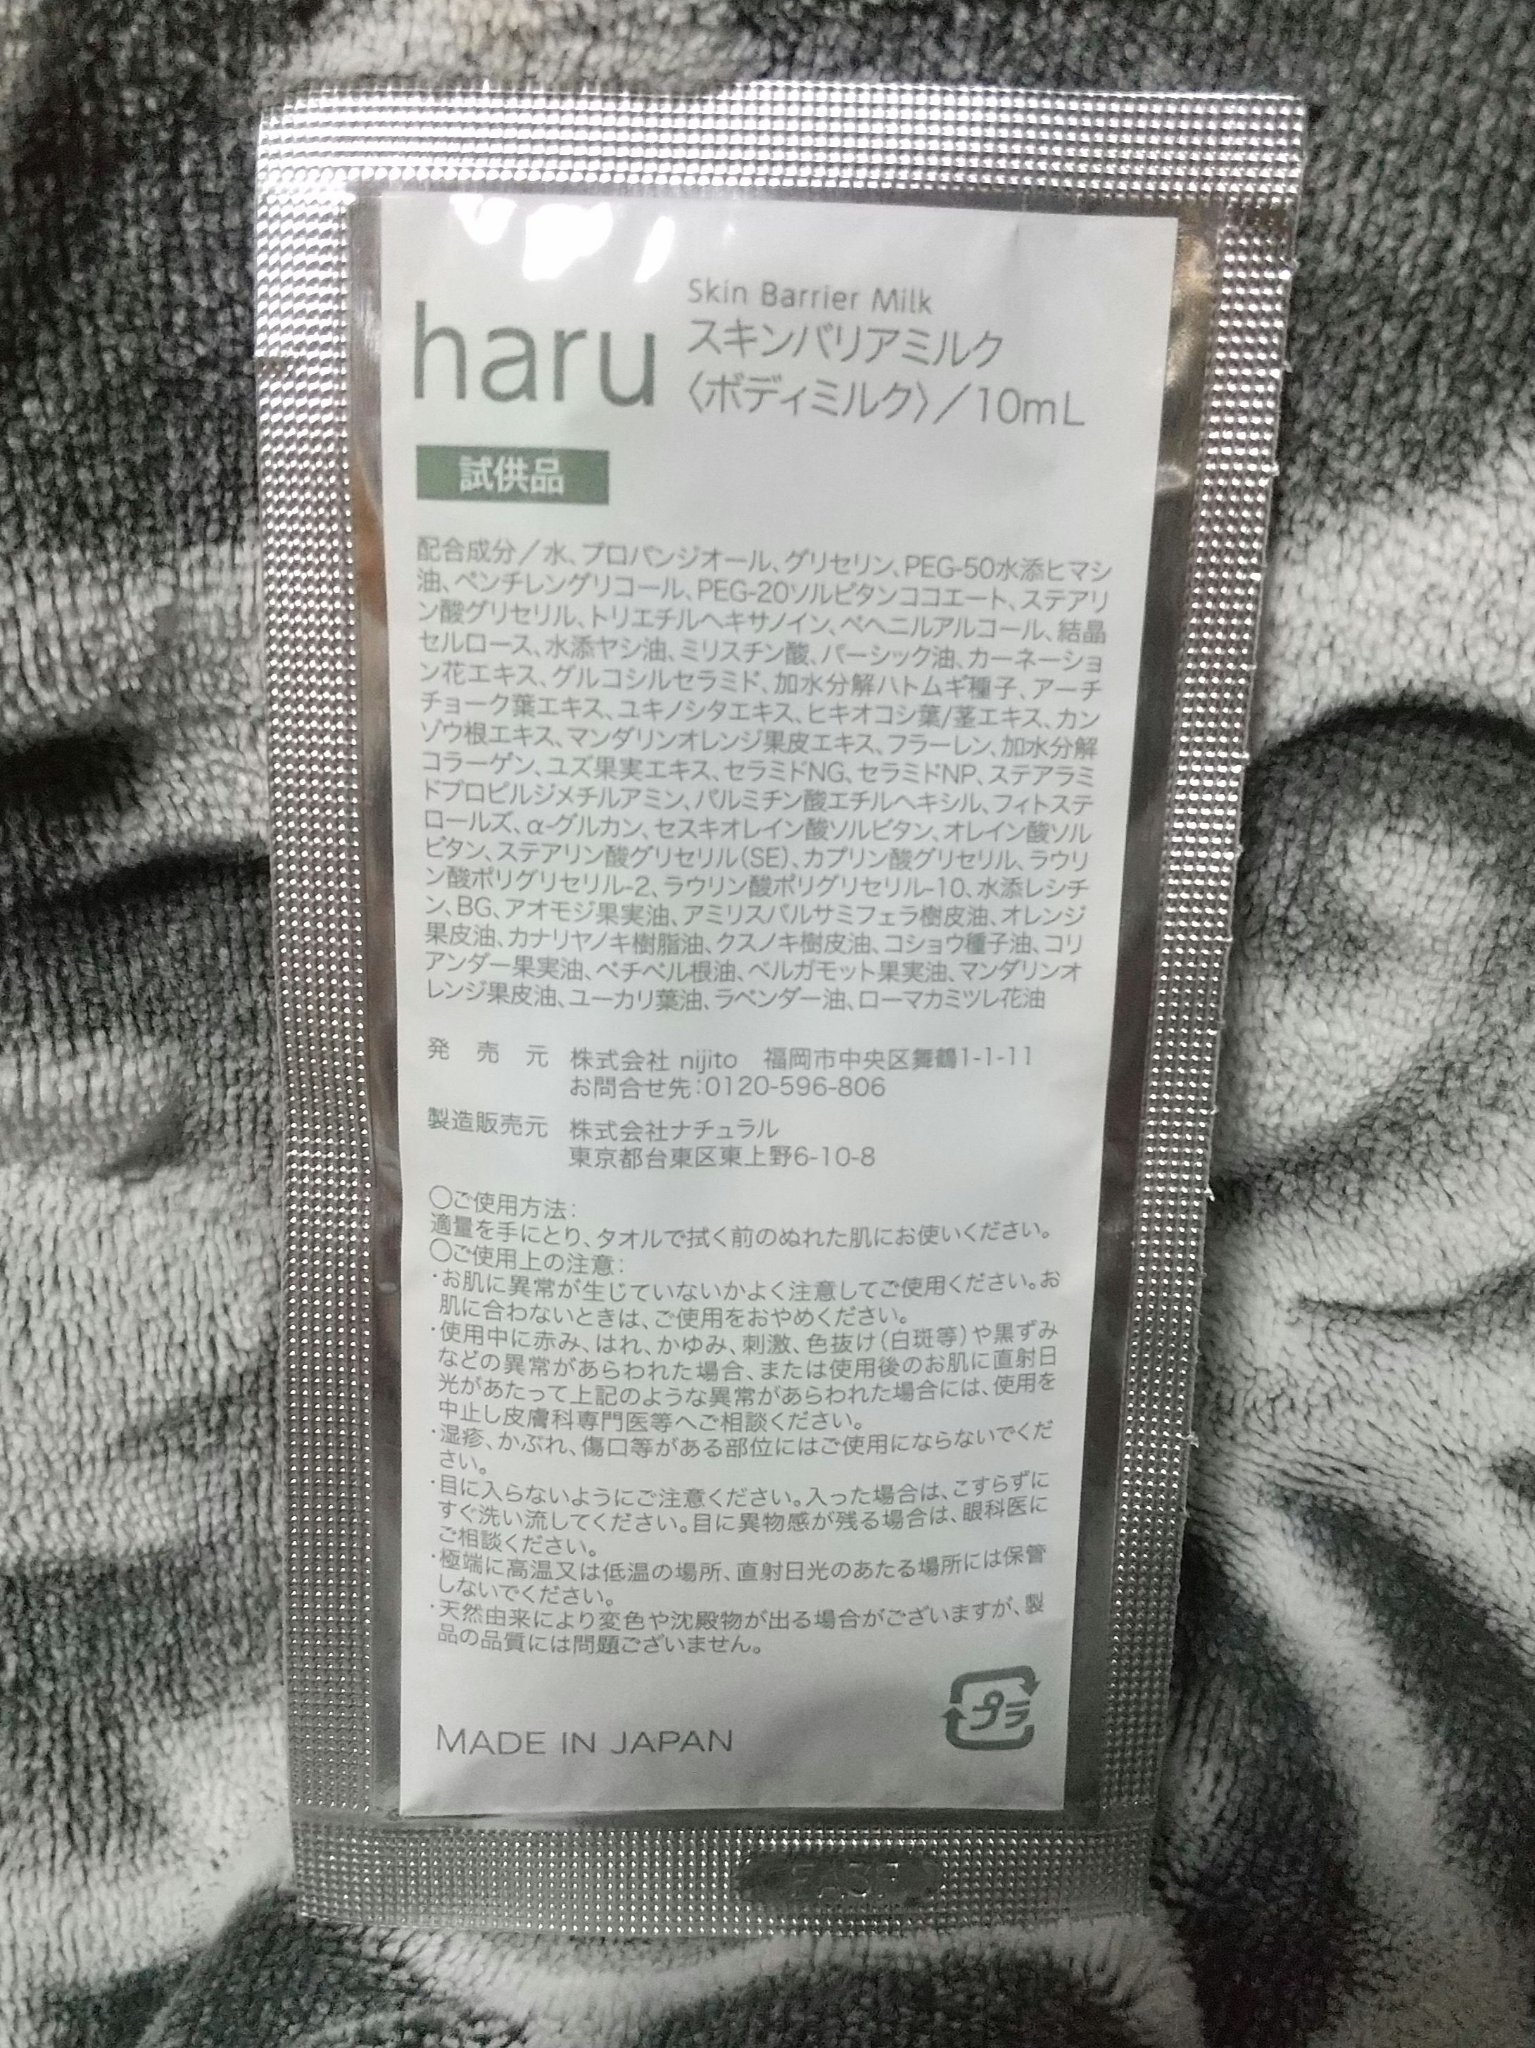 Skin Barrier Milk
haru
スキンバリアミルク
〈ボディミルク〉/10mL
試供品
配合成分／水、プロパンジオール、グリセリン、PEG-50水添ヒマシ
油、ペンチレングリコール、PEG-20ソルビタンココエート、ステアリ
ン酸グリセリル、トリエチルヘキサノイン、ベヘニルアルコール、結晶
セルロース、水添ヤシ油、ミリスチン酸、パーシック油、カーネーショ
ン花エキス、グルコシルセラミド、加水分解ハトムギ種子、アーチ
チョーク葉エキス、ユキノシタエキス、ヒキオコシ葉/茎エキス、カン
ゾウ根エキス、マンダリンオレンジ果皮エキス、フラーレン、加水分解
コラーゲン、ユズ果実エキス、セラミドNG、セラミドNP、ステアラミ
ドプロピルジメチルアミン、パルミチン酸エチルヘキシル、フィトステ
ロールズ、α-グルカン、セスキオレイン酸ソルビタン、オレイン酸ソル
ビタン、ステアリン酸グリセリル(SE)、カプリン酸グリセリル、ラウリ
ン酸ポリグリセリル-2、ラウリン酸ポリグリセリル-10、水添レシチ
ン、BG、アオモジ果実油、アミリスバルサミフェラ樹皮油、オレンジ
果皮油、カナリヤノキ樹脂油、クスノキ樹皮油、コショウ種子油、コリ
アンダー果実油、ベチベル根油、ベルガモット果実油、マンダリンオ
レンジ果皮油、ユーカリ葉油、ラベンダー油、ローマカミツレ花油
発売元 株式会社 nijito 福岡市中央区舞鶴1-1-11
お問合せ先:0120-596-806
製造販売元 株式会社ナチュラル
東京都台東区東上野6-10-8
〇ご使用方法:
適量を手にとり、タオルで拭く前のぬれた肌にお使いください。
〇ご使用上の注意:
・お肌に異常が生じていないかよく注意してご使用ください。お
肌に合わないときは、ご使用をおやめください。
・使用中に赤み、はれ、かゆみ、刺激、色抜け(白斑等)や黒ずみ
などの異常があらわれた場合、または使用後のお肌に直射日
光があたって上記のような異常があらわれた場合には、使用を
中止し皮膚科専門医等へご相談ください。
・湿疹、かぶれ、傷口等がある部位にはご使用にならないでくだ
さい。
・目に入らないようにご注意ください。入った場合は、こすらずに
すぐ洗い流してください。目に異物感が残る場合は、眼科医に
ご相談ください。
・極端に高温又は低温の場所、直射日光のあたる場所には保管
しないでください。
・天然由来により変色や沈殿物が出る場合がございますが、製
品の品質には問題ございません。
プラ
MADE IN JAPAN